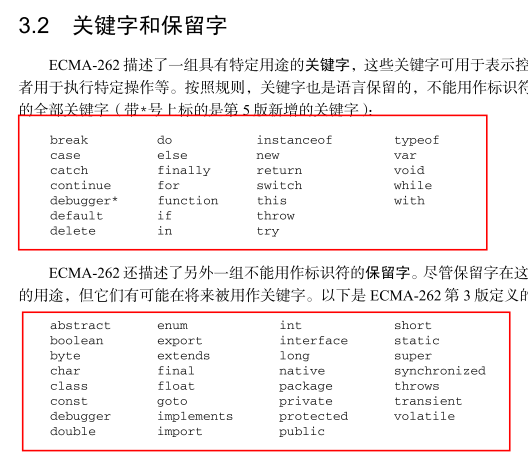 3.2 关键字和保留字
ECMA-262 描述了一组具有特定用途的关键字，这些关键字可用于表示控
者用于执行特定操作等。按照规则，关键字也是语言保留的，不能用作标识符
的全部关键字（带*号上标的是第 5 版新增的关键字）：
break do instanceof typeof
case else new var
catch finally return void
continue for switch while
debugger* function this with
default if throw
delete in try
ECMA-262 还描述了另外一组不能用作标识符的保留字。尽管保留字在这
的用途，但它们有可能在将来被用作关键字。以下是 ECMA-262 第 3 版定义的
abstract enum int short
boolean export interface static
byte extends long super
char final native synchronized
class float package throws
const goto private transient
debugger implements protected volatile
double import public